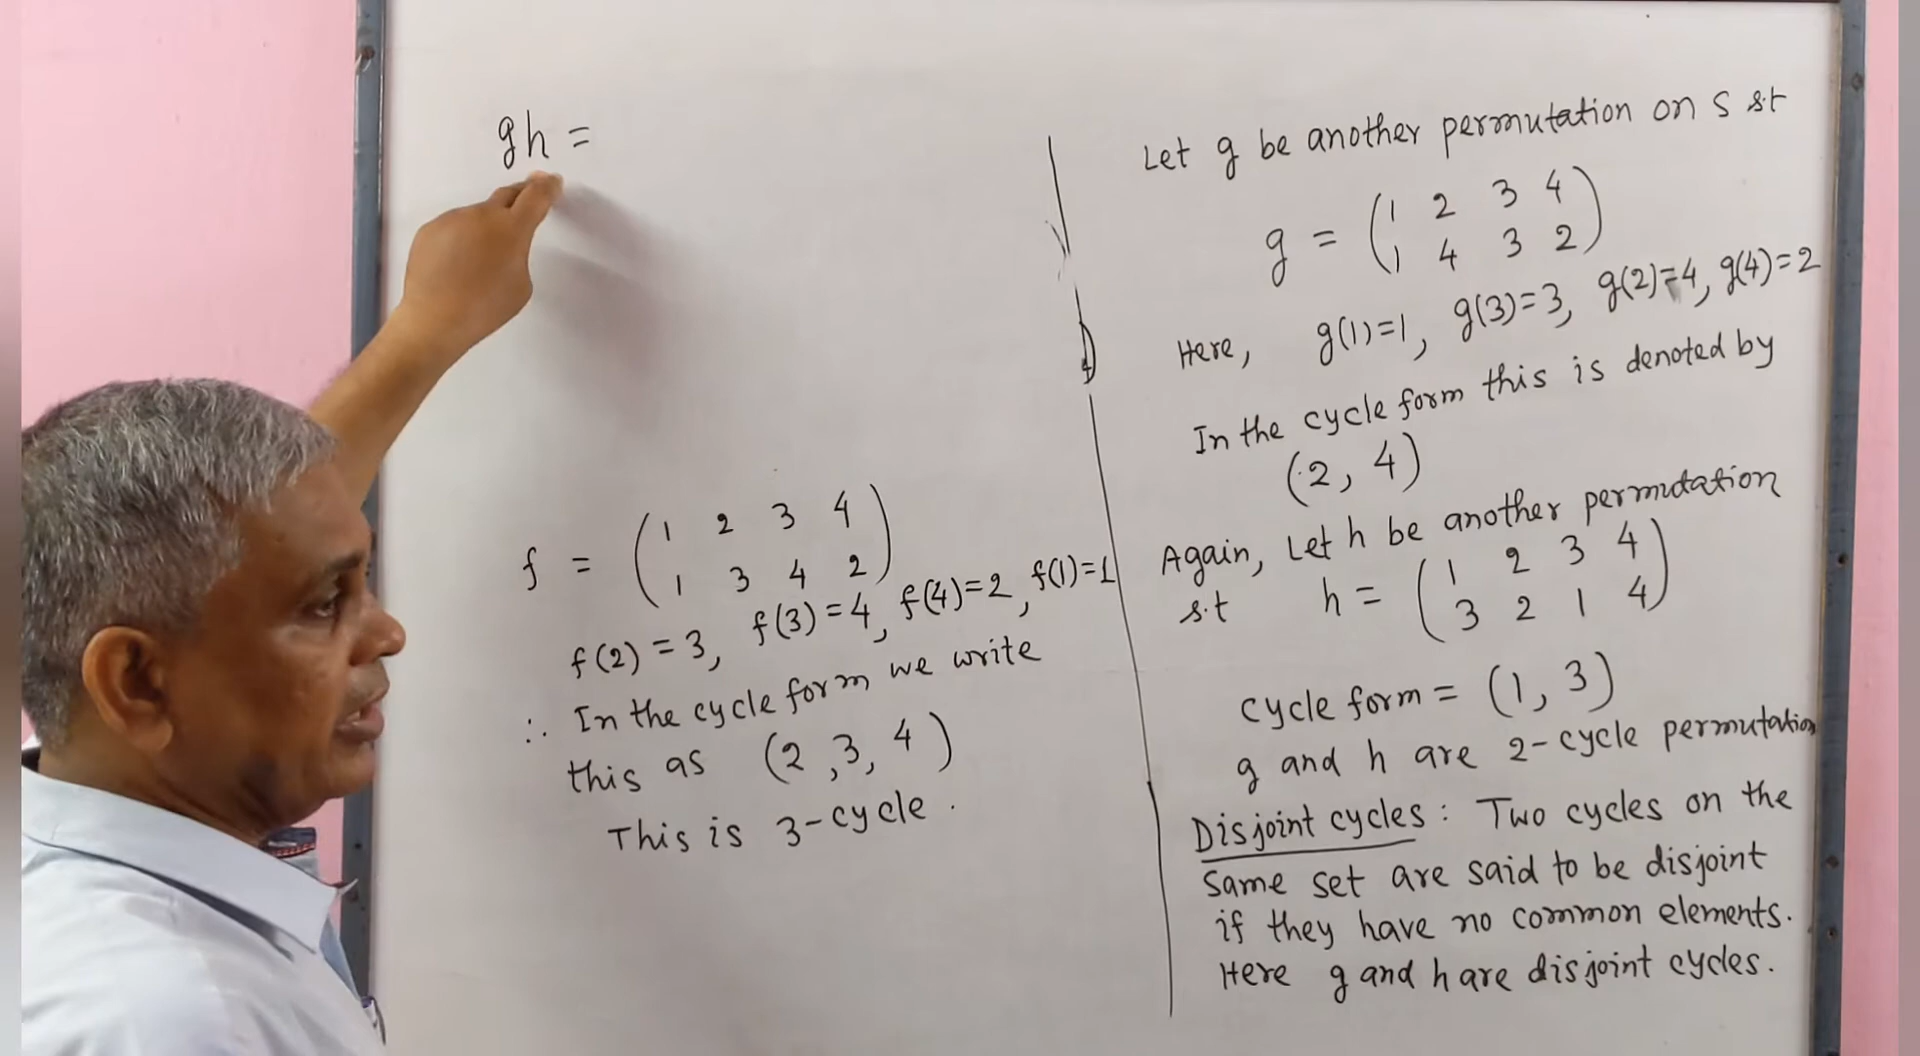 gh =
f = ( 1 2 3 4
1 3 4 2 )
f(2) = 3, f(3) = 4, f(4) = 2, f(1) = 1
∴ In the cycle form we write
this as (2, 3, 4)
This is 3-cycle.
Let g be another permutation on S s.t
g = ( 1 2 3 4
1 4 3 2 )
Here, g(1)=1, g(3)=3, g(2)=4, g(4)=2
In the cycle form this is denoted by
(2, 4)
Again, Let h be another permutation
s.t h = ( 1 2 3 4
3 2 1 4 )
cycle form = (1, 3)
g and h are 2-cycle permutation
Disjoint cycles: Two cycles on the
same set are said to be disjoint
if they have no common elements.
Here g and h are disjoint cycles.